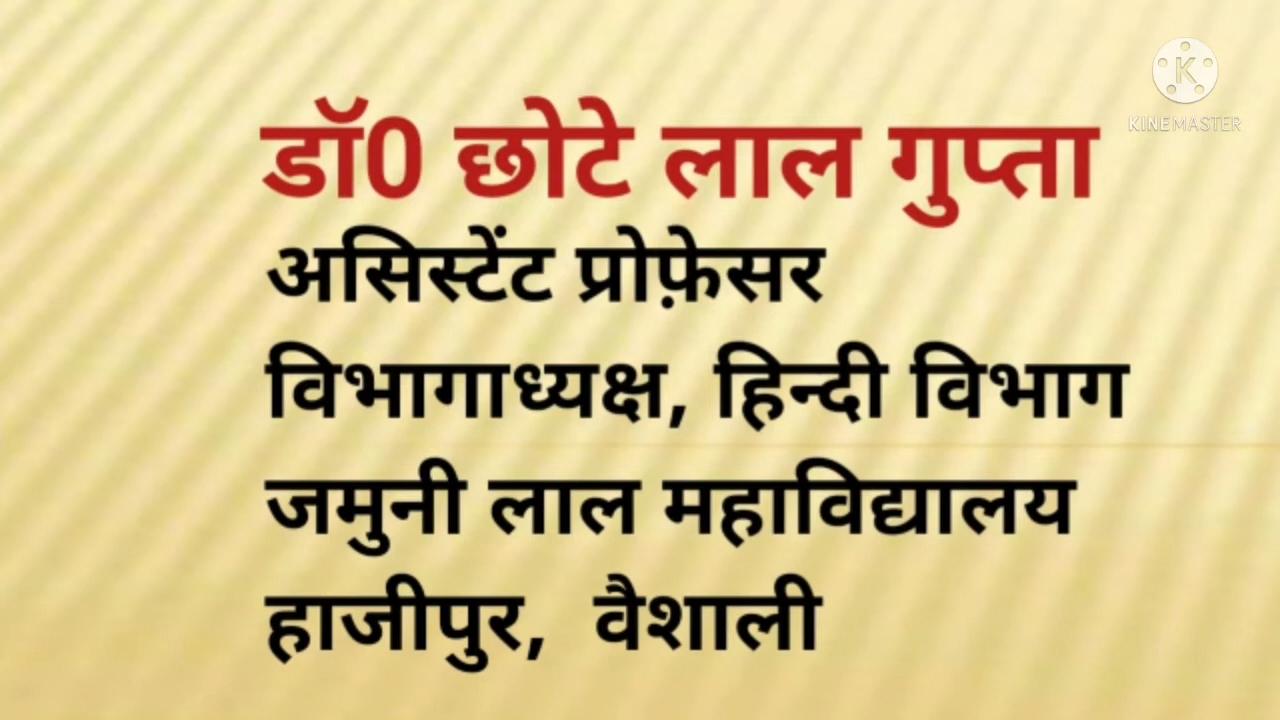 KINEMASTER
डॉ0 छोटे लाल गुप्ता
असिस्टेंट प्रोफ़ेसर
विभागाध्यक्ष, हिन्दी विभाग
जमुनी लाल महाविद्यालय
हाजीपुर, वैशाली